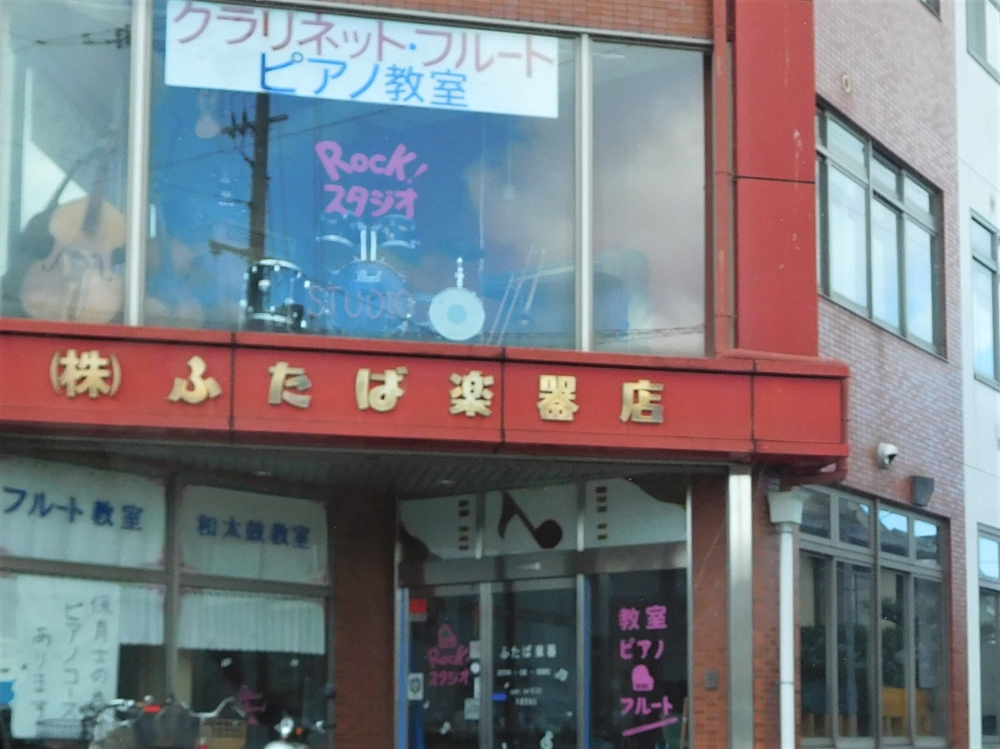 クラリネット・フルート
ピアノ教室
Rock!
スタジオ
STUDIO
㈱ふたば楽器店
フルート教室
和太鼓教室
保育士の為
ピアノコース
あります
Rock!
スタジオ
ふたば楽器
教室
ピアノ
フルート